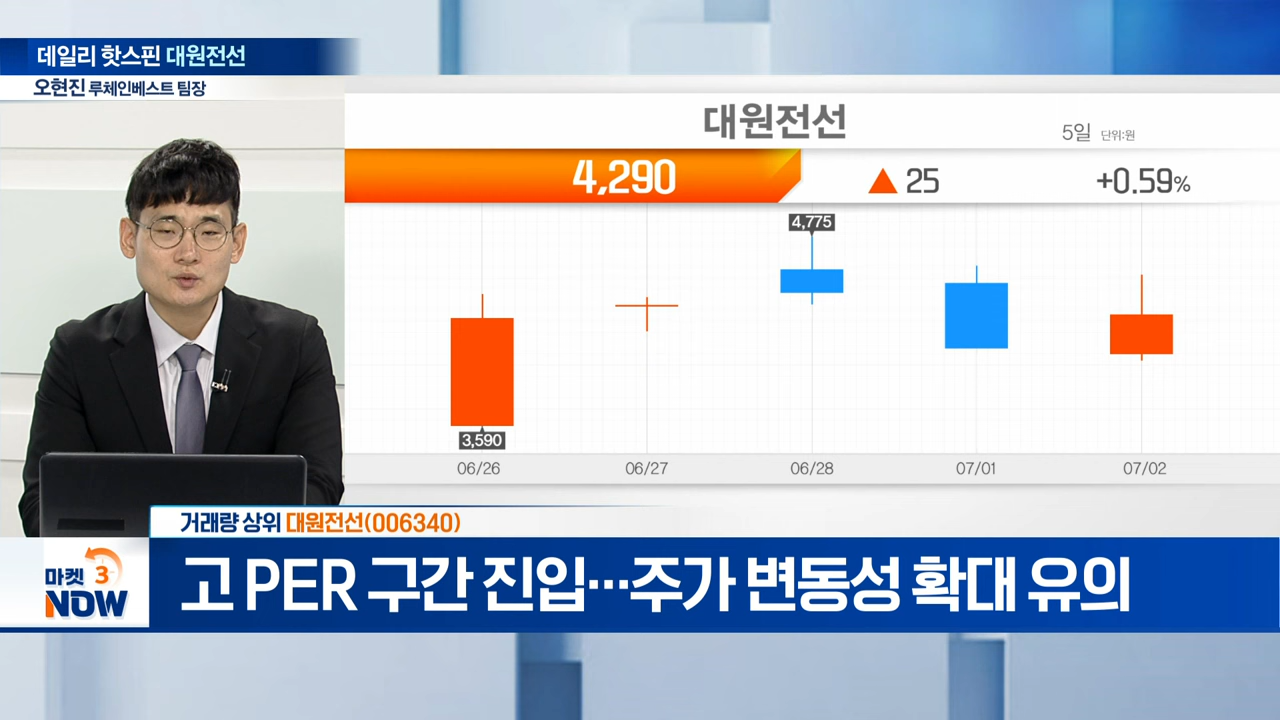 데일리 핫스핀 대원전선
오현진 루체인베스트 팀장
대원전선
5일 단위:원
4,290 ▲ 25 +0.59%
4,775
3,590
06/26 06/27 06/28 07/01 07/02
거래량 상위 대원전선(006340)
마켓 3
NOW
고 PER 구간 진입…주가 변동성 확대 유의